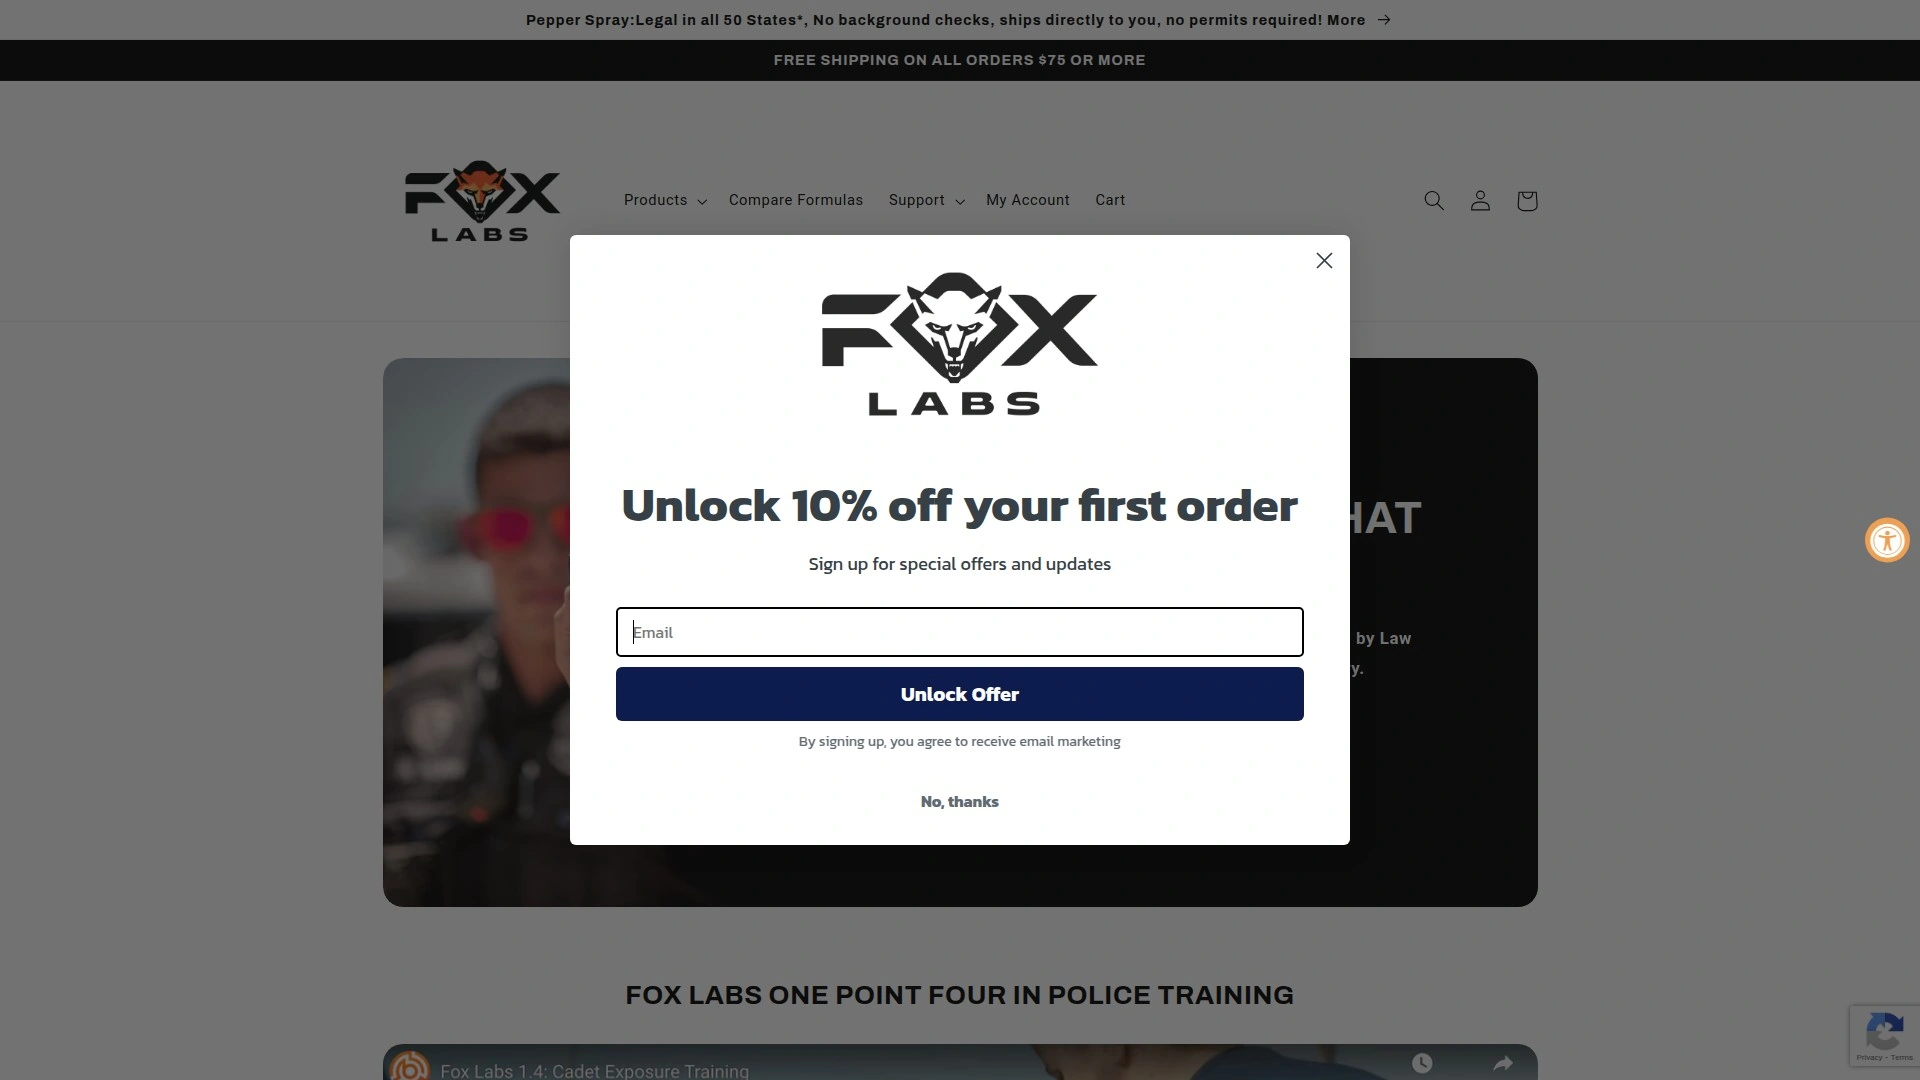 Pepper Spray:Legal in all 50 States*, No background checks, ships directly to you, no permits required! More
FREE SHIPPING ON ALL ORDERS $75 OR MORE
FOX
LABS
Products
Compare Formulas
Support
My Account
Cart
FOX
LABS
Unlock 10% off your first order
HAT
Sign up for special offers and updates
Email
by Law
y.
Unlock Offer
By signing up, you agree to receive email marketing
No, thanks
FOX LABS ONE POINT FOUR IN POLICE TRAINING
Fox Labs 1.4: Cadet Exposure Training
Privacy - Terms